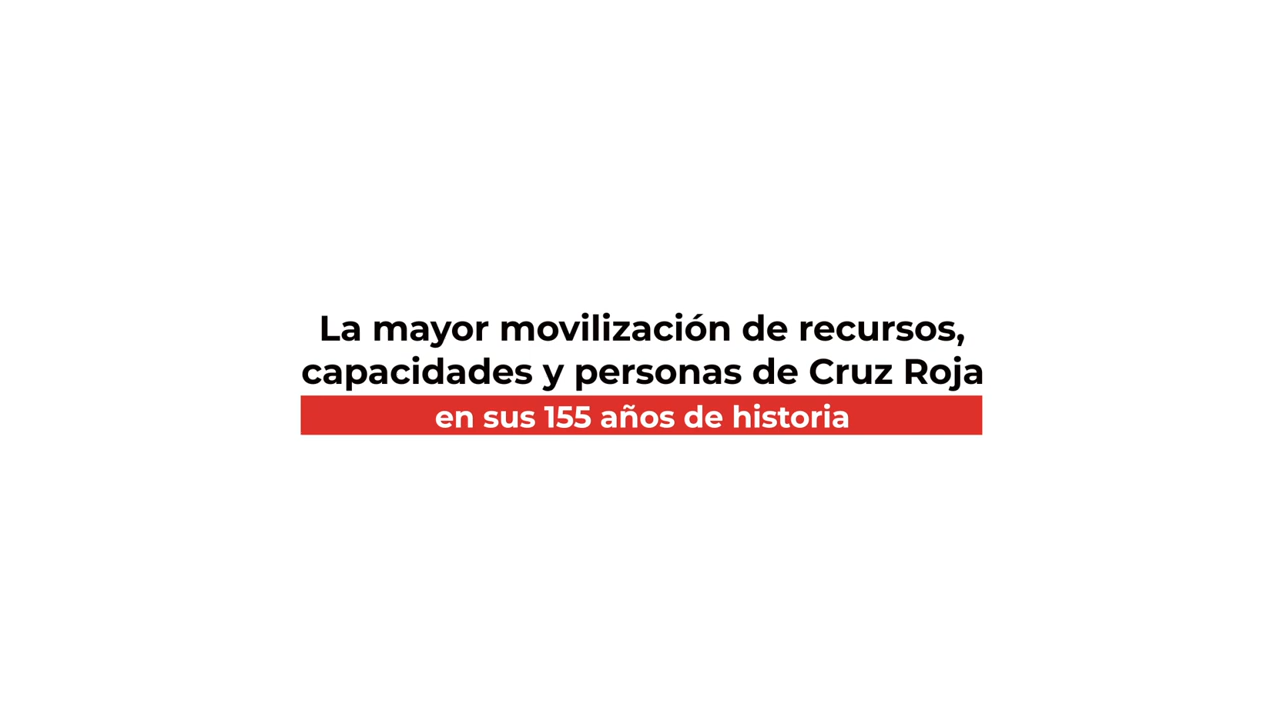 La mayor movilización de recursos,
capacidades y personas de Cruz Roja
en sus 155 años de historia